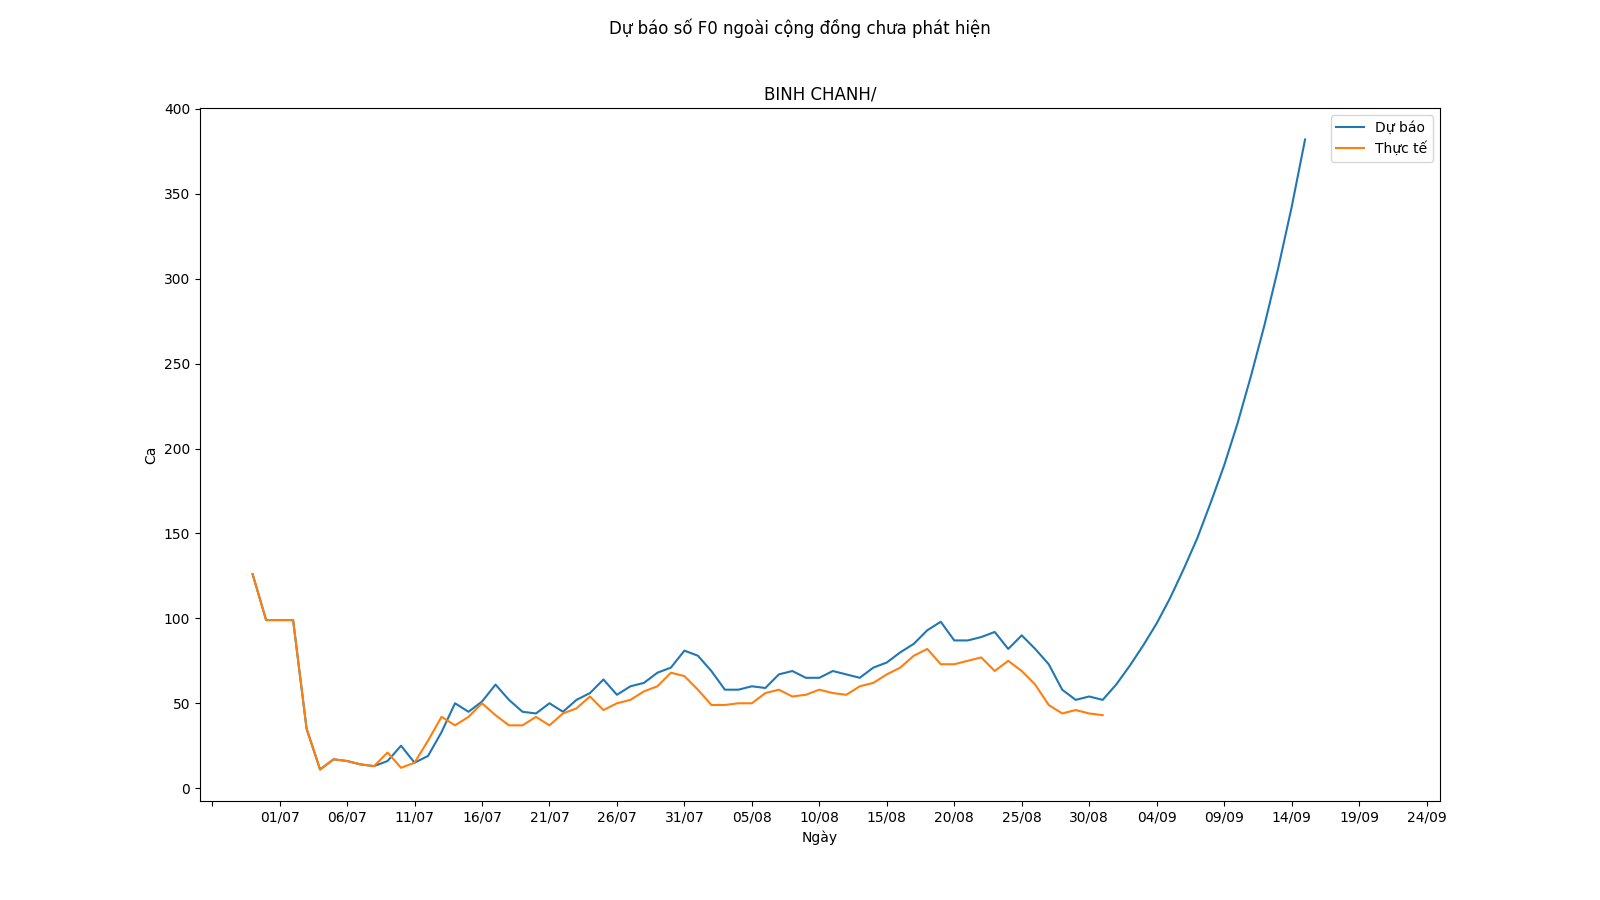 Dự báo số F0 ngoài cộng đồng chưa phát hiện
BINH CHANH/
400
350
300
250
200
150
100
50
0
Ca
Dự báo
Thực tế
01/07 06/07 11/07 16/07 21/07 26/07 31/07 05/08 10/08 15/08 20/08 25/08 30/08 04/09 09/09 14/09 19/09 24/09
Ngày